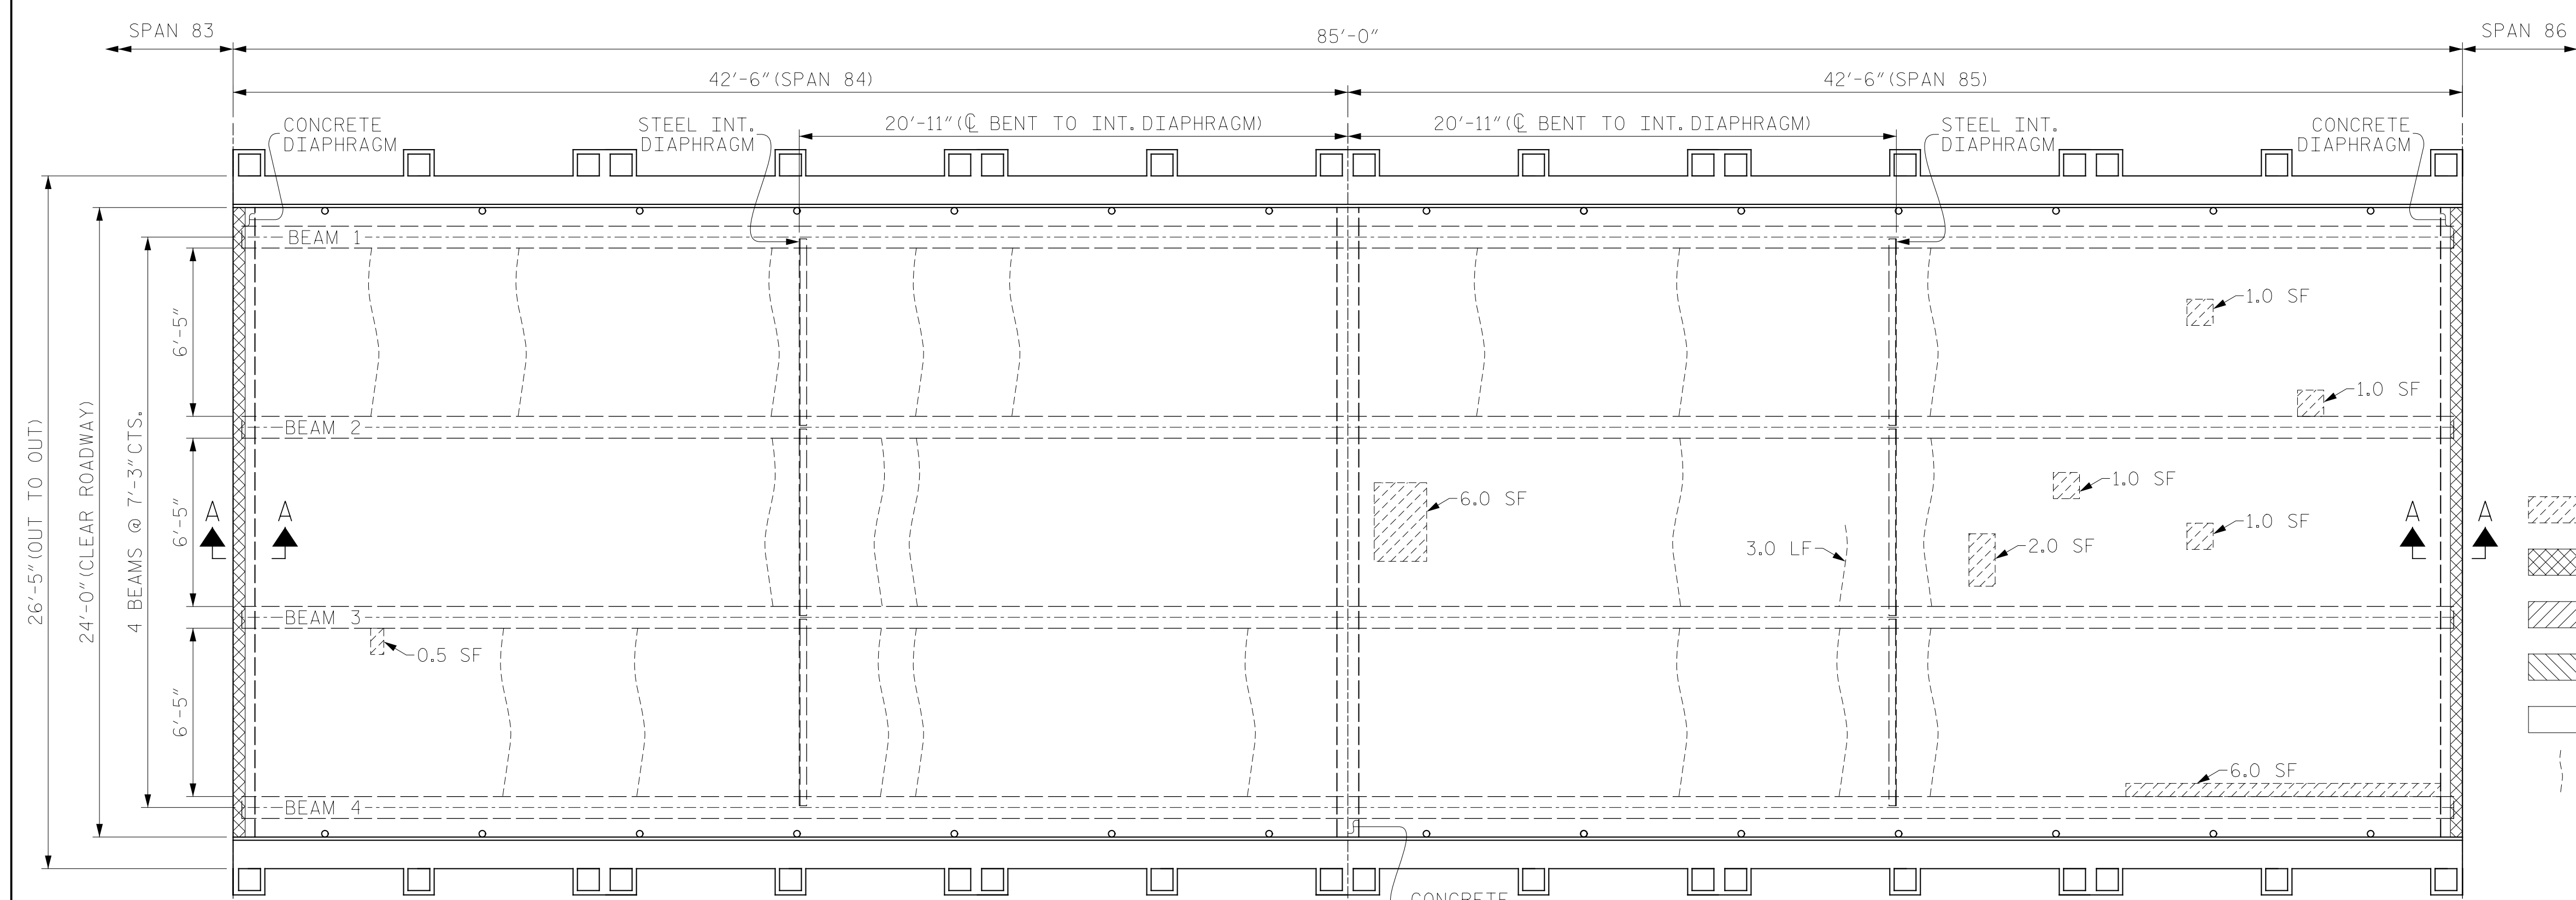 SPAN 83
85'-0"
SPAN 86
42'-6" (SPAN 84)
42'-6" (SPAN 85)
20'-11" (℄ BENT TO INT. DIAPHRAGM)
20'-11" (℄ BENT TO INT. DIAPHRAGM)
CONCRETE
DIAPHRAGM
STEEL INT.
DIAPHRAGM
STEEL INT.
DIAPHRAGM
CONCRETE
DIAPHRAGM
26'-5" (OUT TO OUT)
24'-0" (CLEAR ROADWAY)
4 BEAMS @ 7'-3" CTS.
6'-5"
6'-5"
6'-5"
BEAM 1
BEAM 2
BEAM 3
BEAM 4
1.0 SF
1.0 SF
1.0 SF
1.0 SF
6.0 SF
3.0 LF
2.0 SF
0.5 SF
6.0 SF
A
A
A
A
CONCRETE